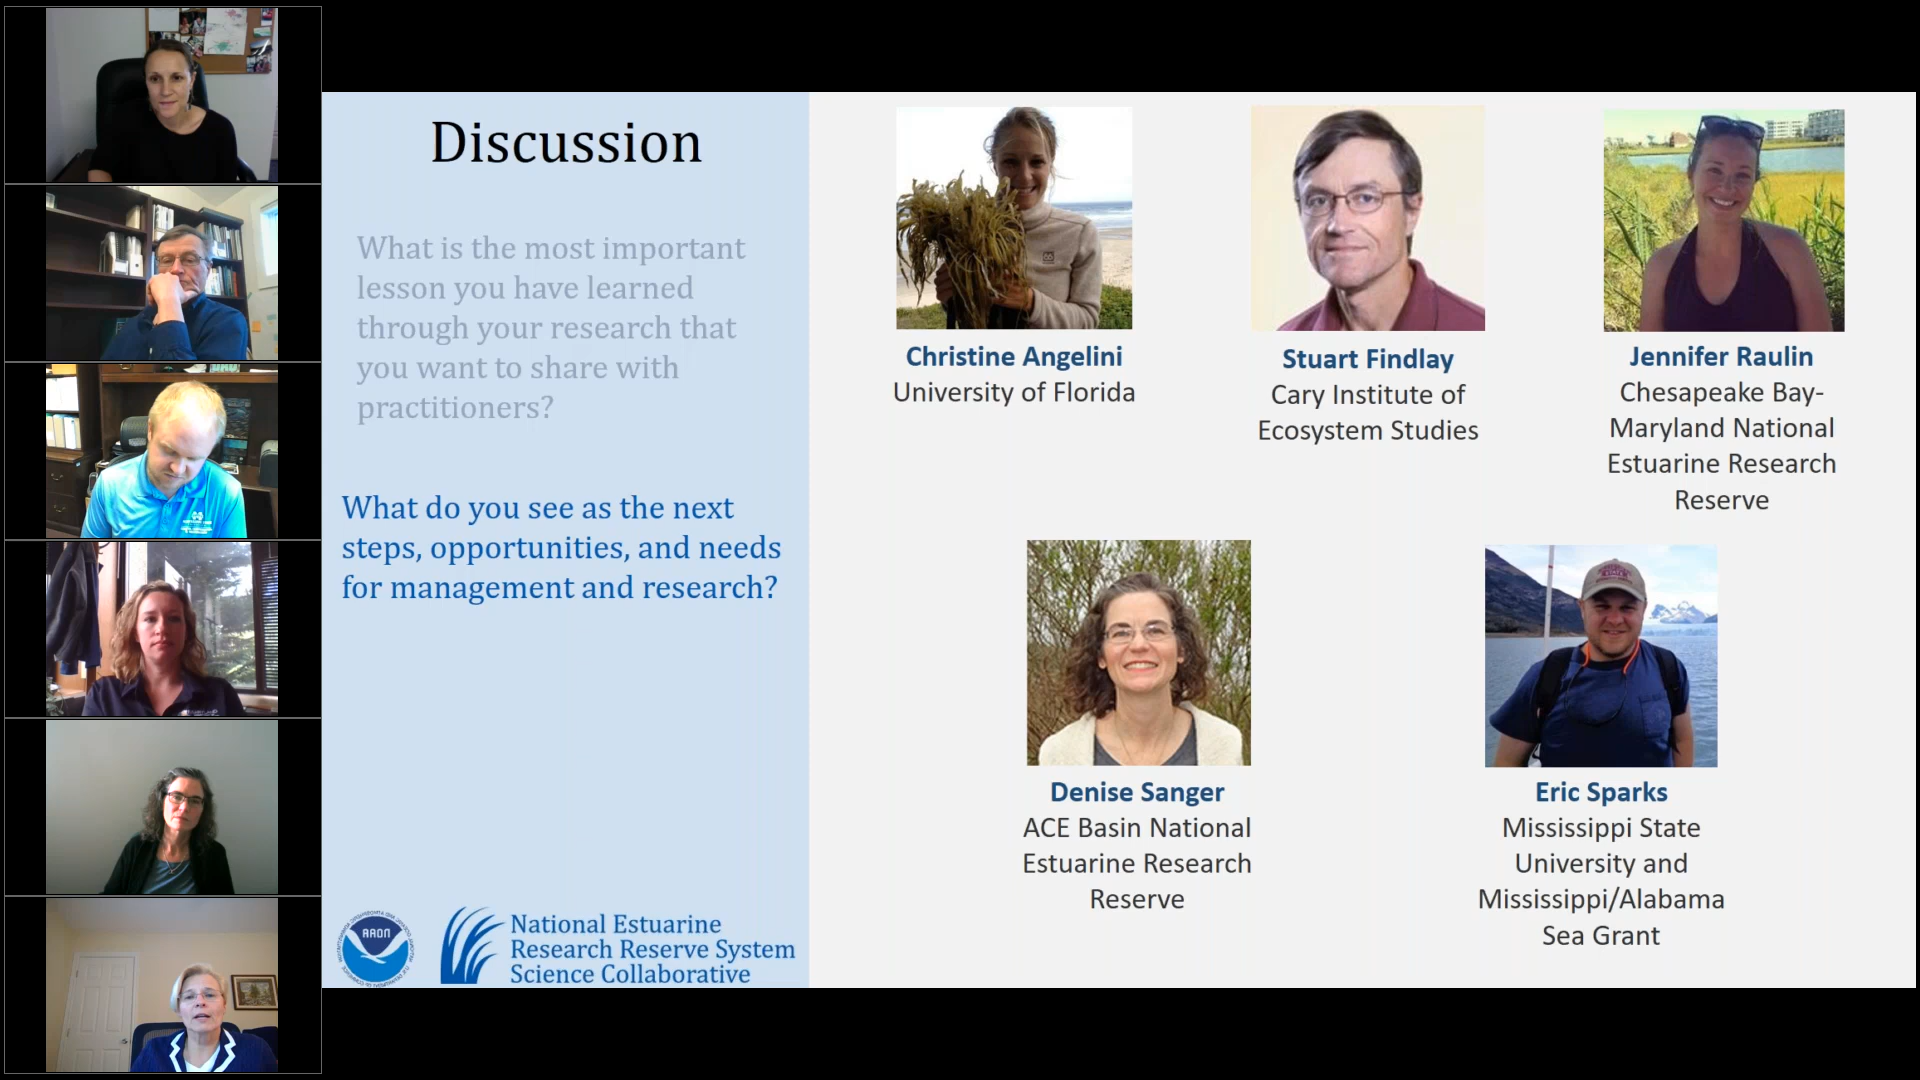 Discussion
What is the most important
lesson you have learned
through your research that
you want to share with
practitioners?
What do you see as the next
steps, opportunities, and needs
for management and research?
NOAA
National Estuarine
Research Reserve System
Science Collaborative
Christine Angelini
University of Florida
Stuart Findlay
Cary Institute of
Ecosystem Studies
Jennifer Raulin
Chesapeake Bay-
Maryland National
Estuarine Research
Reserve
Denise Sanger
ACE Basin National
Estuarine Research
Reserve
Eric Sparks
Mississippi State
University and
Mississippi/Alabama
Sea Grant